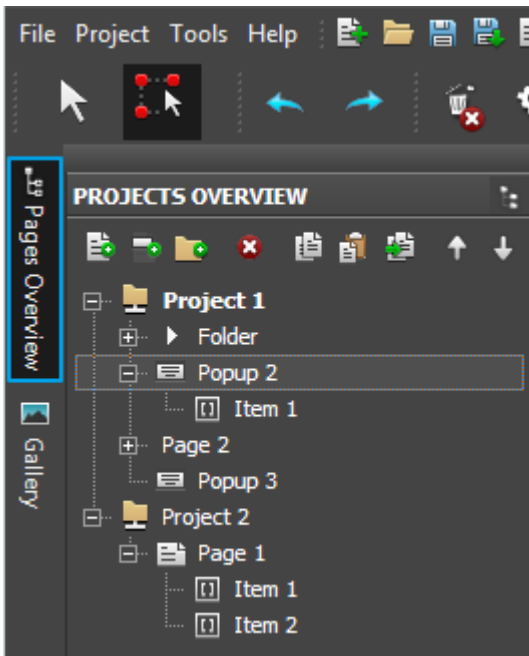 File Project Tools Help
Pages Overview
Gallery
PROJECTS OVERVIEW
Project 1
Folder
Popup 2
Item 1
Page 2
Popup 3
Project 2
Page 1
Item 1
Item 2